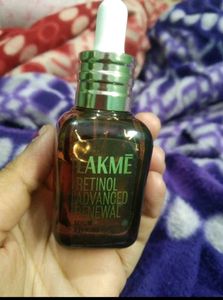 LAKMĒ
RETINOL
ADVANCED
RENEWAL